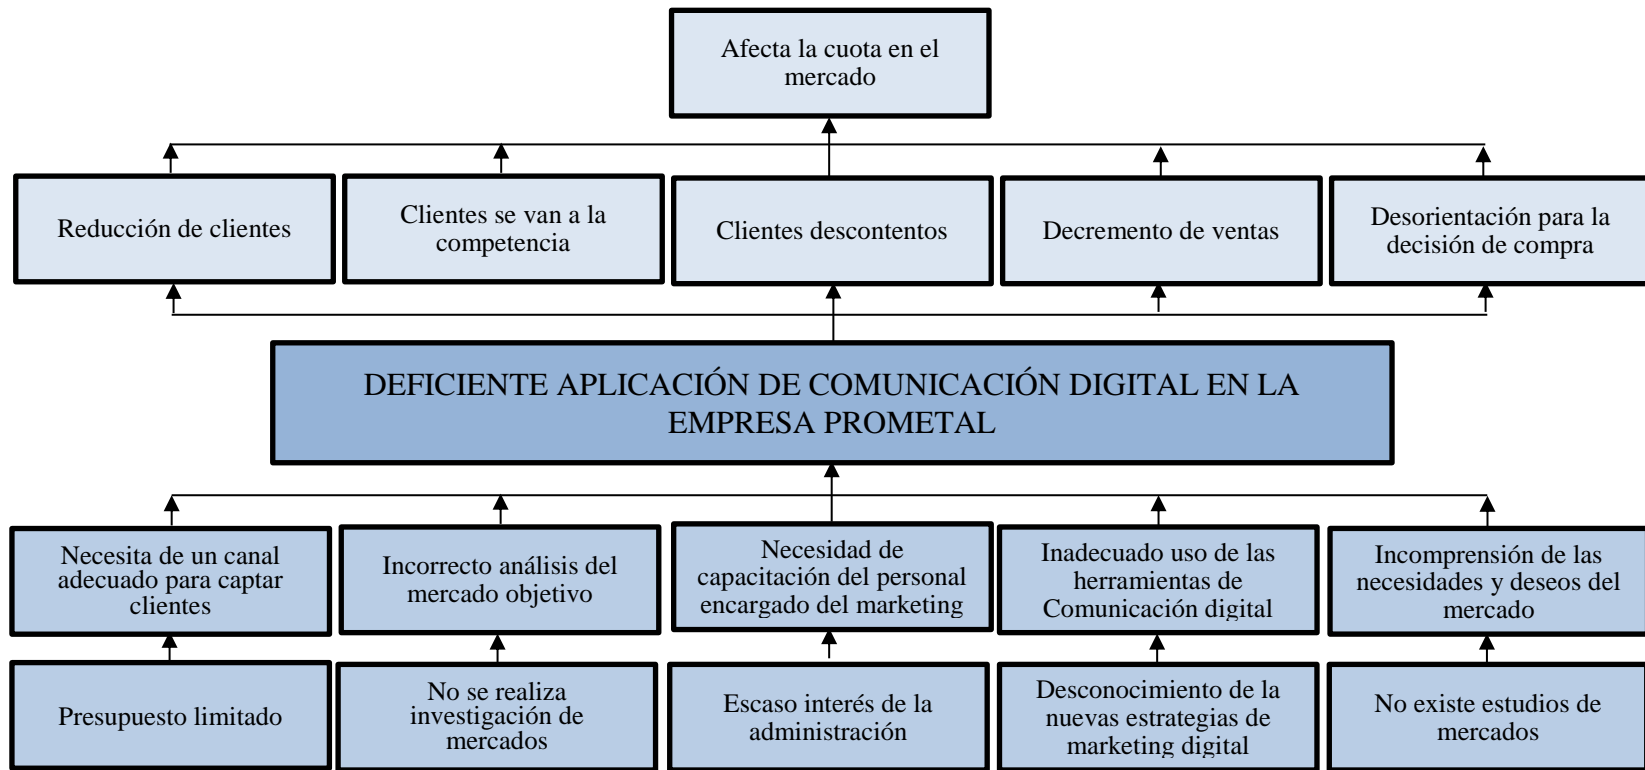 Afecta la cuota en el
mercado
Reducción de clientes
Clientes se van a la
competencia
Clientes descontentos
Decremento de ventas
Desorientación para la
decisión de compra
DEFICIENTE APLICACIÓN DE COMUNICACIÓN DIGITAL EN LA
EMPRESA PROMETAL
Necesita de un canal
adecuado para captar
clientes
Incorrecto análisis del
mercado objetivo
Necesidad de
capacitación del personal
encargado del marketing
Inadecuado uso de las
herramientas de
Comunicación digital
Incomprensión de las
necesidades y deseos del
mercado
Presupuesto limitado
No se realiza
investigación de
mercados
Escaso interés de la
administración
Desconocimiento de la
nuevas estrategias de
marketing digital
No existe estudios de
mercados